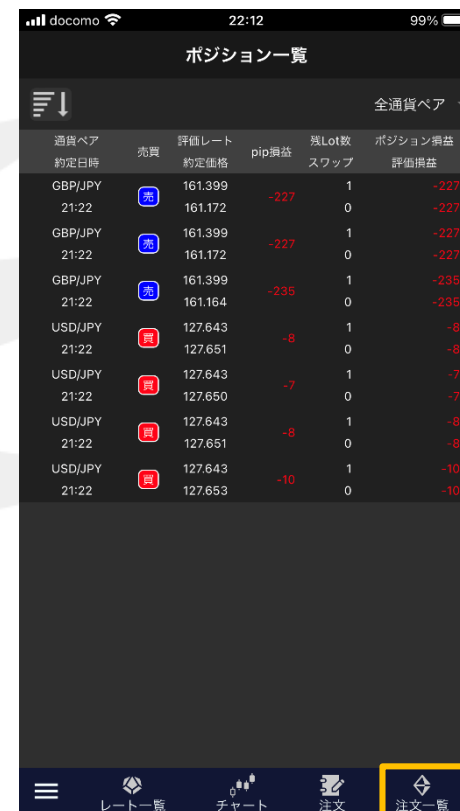 docomo 22:12 99%
ポジション一覧
全通貨ペア
通貨ペア 売買 評価レート pip損益 残Lot数 ポジション損益
約定日時 約定価格 スワップ 評価損益
GBP/JPY 売 161.399 -227 1 -227
21:22 161.172 0 -227
GBP/JPY 売 161.399 -227 1 -227
21:22 161.172 0 -227
GBP/JPY 売 161.399 -235 1 -235
21:22 161.164 0 -235
USD/JPY 買 127.643 -8 1 -8
21:22 127.651 0 -8
USD/JPY 買 127.643 -7 1 -7
21:22 127.650 0 -7
USD/JPY 買 127.643 -8 1 -8
21:22 127.651 0 -8
USD/JPY 買 127.643 -10 1 -10
21:22 127.653 0 -10
レート一覧 チャート 注文 注文一覧